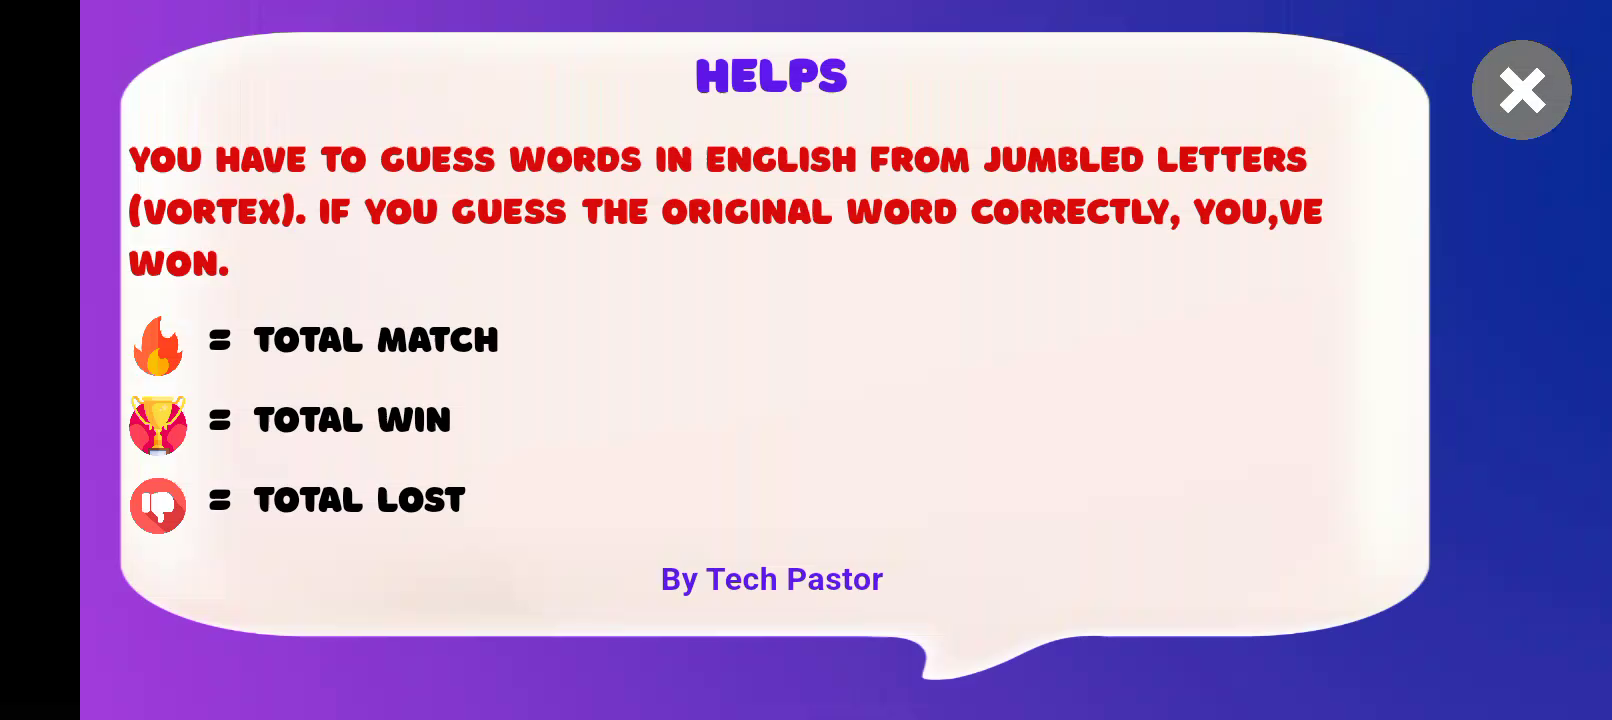 HELPS
YOU HAVE TO GUESS WORDS IN ENGLISH FROM JUMBLED LETTERS
(VORTEX). IF YOU GUESS THE ORIGINAL WORD CORRECTLY, YOU,VE
WON.
= TOTAL MATCH
= TOTAL WIN
= TOTAL LOST
By Tech Pastor